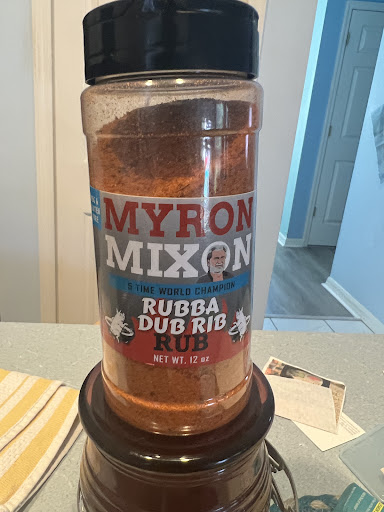 MYRON
MIXON
5 TIME WORLD CHAMPION
RUBBA
DUB RIB
RUB
NET WT. 12 oz